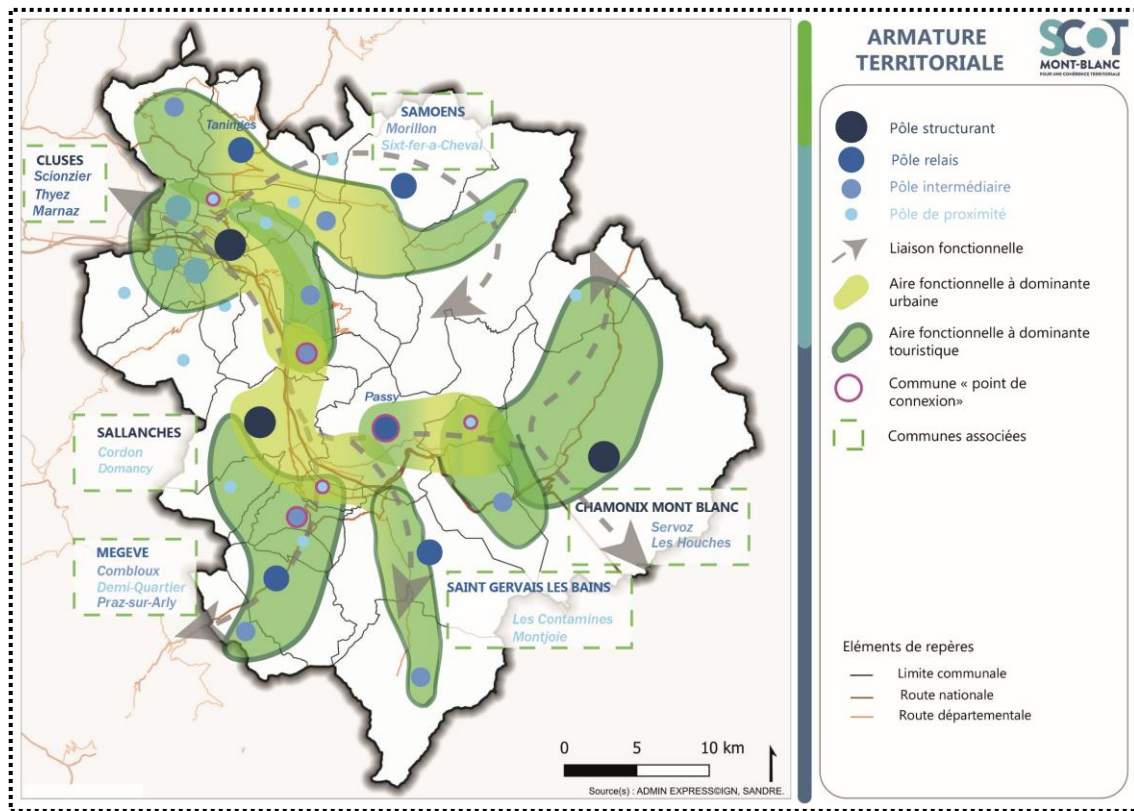 ARMATURE
TERRITORIALE
SCOT
MONT-BLANC
POUR UNE COHÉRENCE TERRITORIALE
Pôle structurant
Pôle relais
Pôle intermédiaire
Pôle de proximité
Liaison fonctionnelle
Aire fonctionnelle à dominante
urbaine
Aire fonctionnelle à dominante
touristique
Commune « point de
connexion»
Communes associées
Eléments de repères
Limite communale
Route nationale
Route départementale
Taninges
SAMOENS
Morillon
Sixt-fer-a-Cheval
CLUSES
Scionzier
Thyez
Marnaz
Passy
SALLANCHES
Cordon
Domancy
CHAMONIX MONT BLANC
Servoz
Les Houches
MEGEVE
Combloux
Demi-Quartier
Praz-sur-Arly
SAINT GERVAIS LES BAINS
Les Contamines
Montjoie
0 5 10 km
Source(s) : ADMIN EXPRESS©IGN, SANDRE.